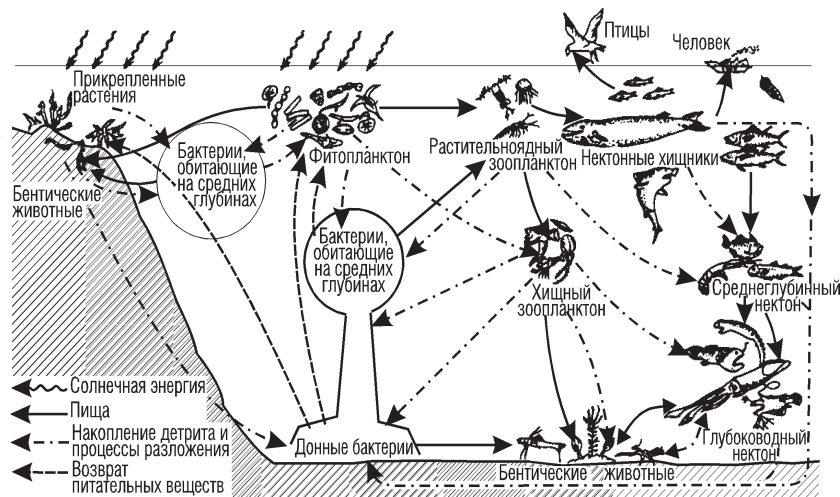 Птицы
Человек
Прикрепленные
растения
Бактерии,
обитающие
на средних
глубинах
Фитопланктон
Растительноядный
зоопланктон
Нектонные хищники
Бентические
животные
Бактерии,
обитающие
на средних
глубинах
Хищный
зоопланктон
Среднеглубинный
нектон
Солнечная энергия
Пища
Накопление детрита и
процессы разложения
Возврат
питательных веществ
Донные бактерии
Глубоководный
нектон
Бентические животные